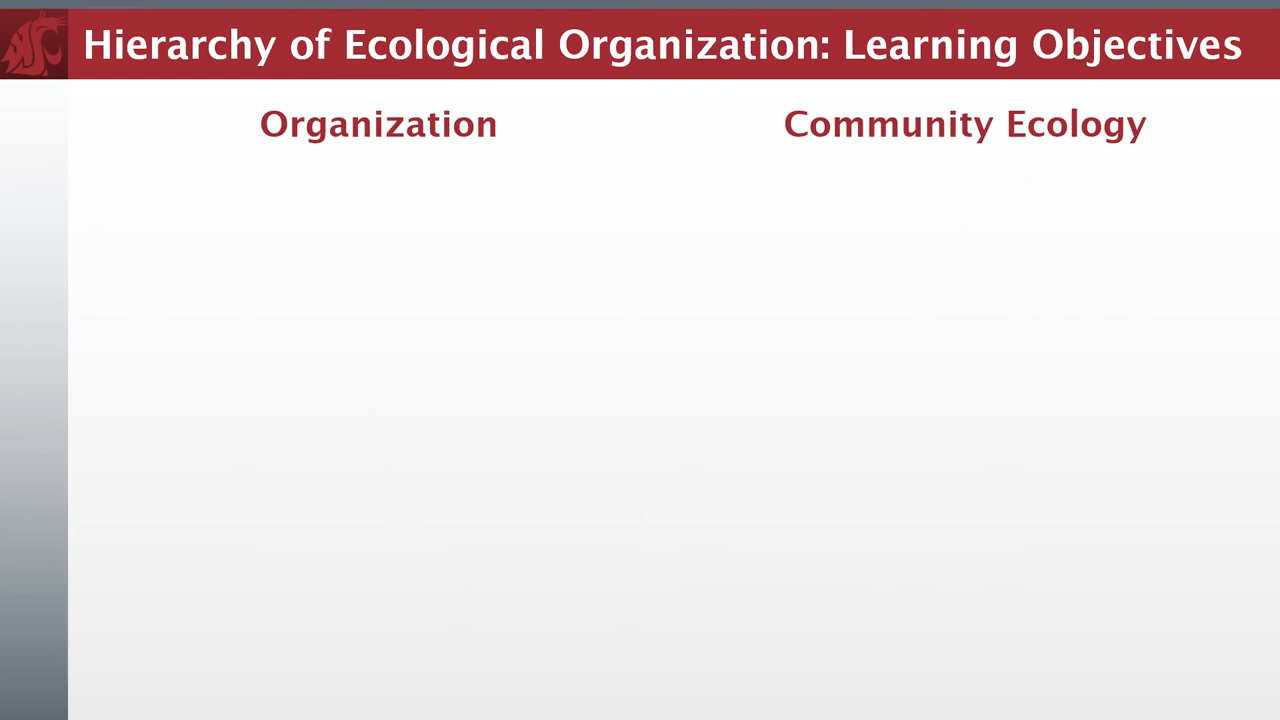 Hierarchy of Ecological Organization: Learning Objectives
Organization
Community Ecology